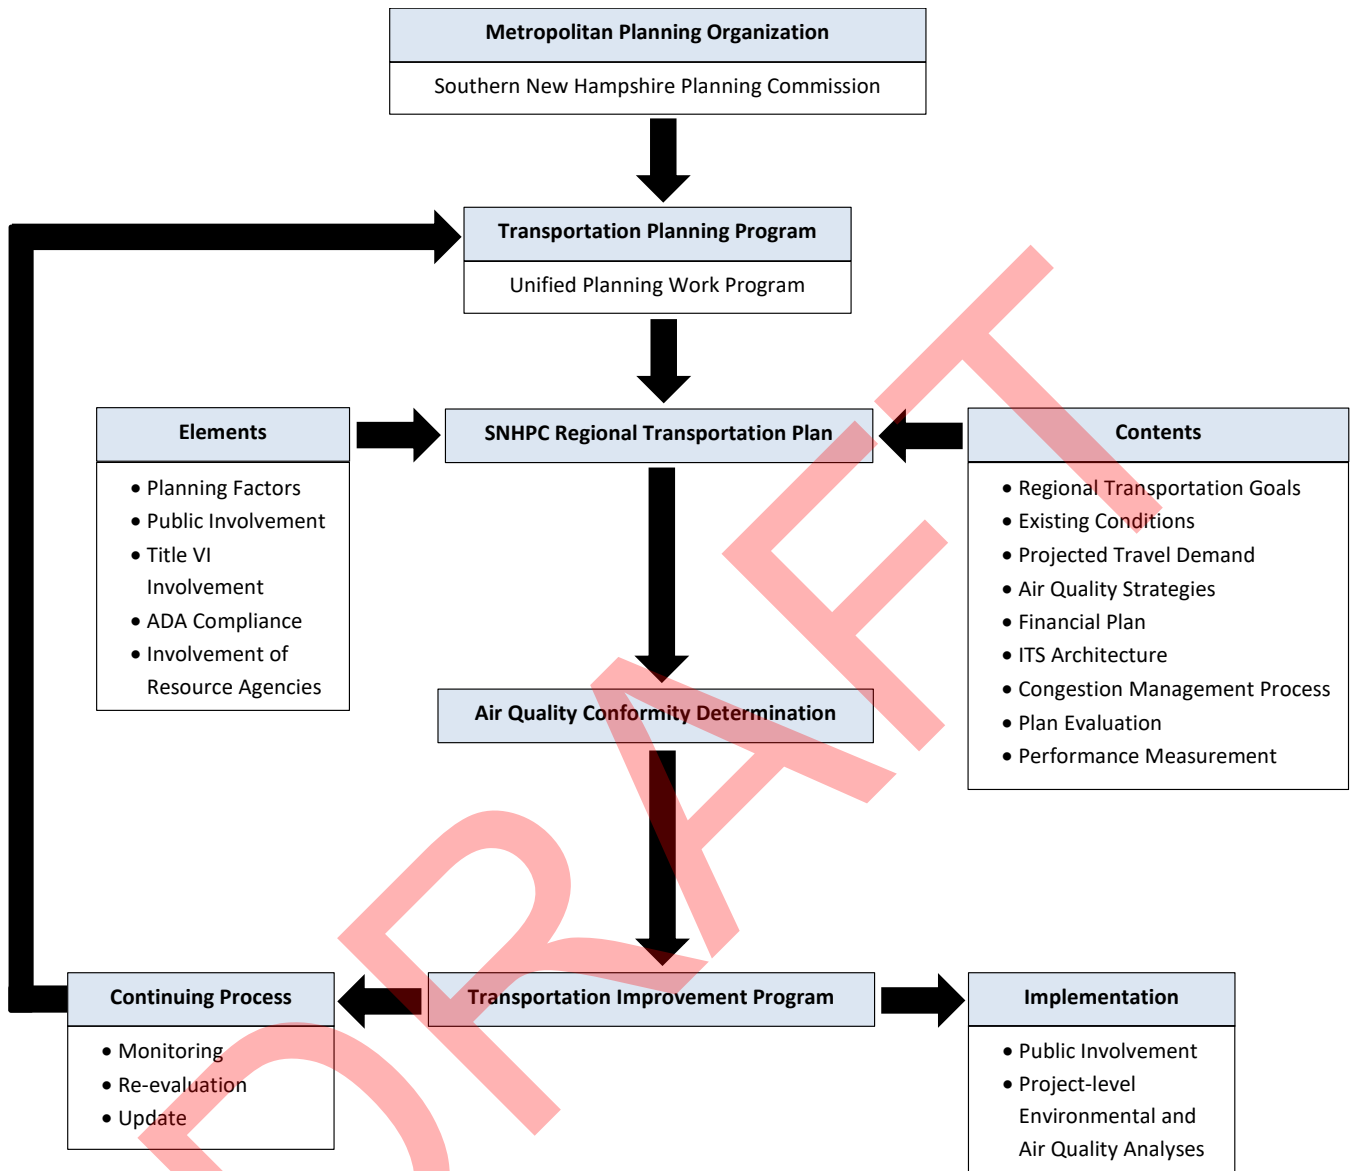 Metropolitan Planning Organization
Southern New Hampshire Planning Commission
Transportation Planning Program
Unified Planning Work Program
Elements
• Planning Factors
• Public Involvement
• Title VI
Involvement
• ADA Compliance
• Involvement of
Resource Agencies
SNHPC Regional Transportation Plan
Contents
• Regional Transportation Goals
• Existing Conditions
• Projected Travel Demand
• Air Quality Strategies
• Financial Plan
• ITS Architecture
• Congestion Management Process
• Plan Evaluation
• Performance Measurement
Air Quality Conformity Determination
Continuing Process
• Monitoring
• Re-evaluation
• Update
Transportation Improvement Program
Implementation
• Public Involvement
• Project-level
Environmental and
Air Quality Analyses
DRAFT